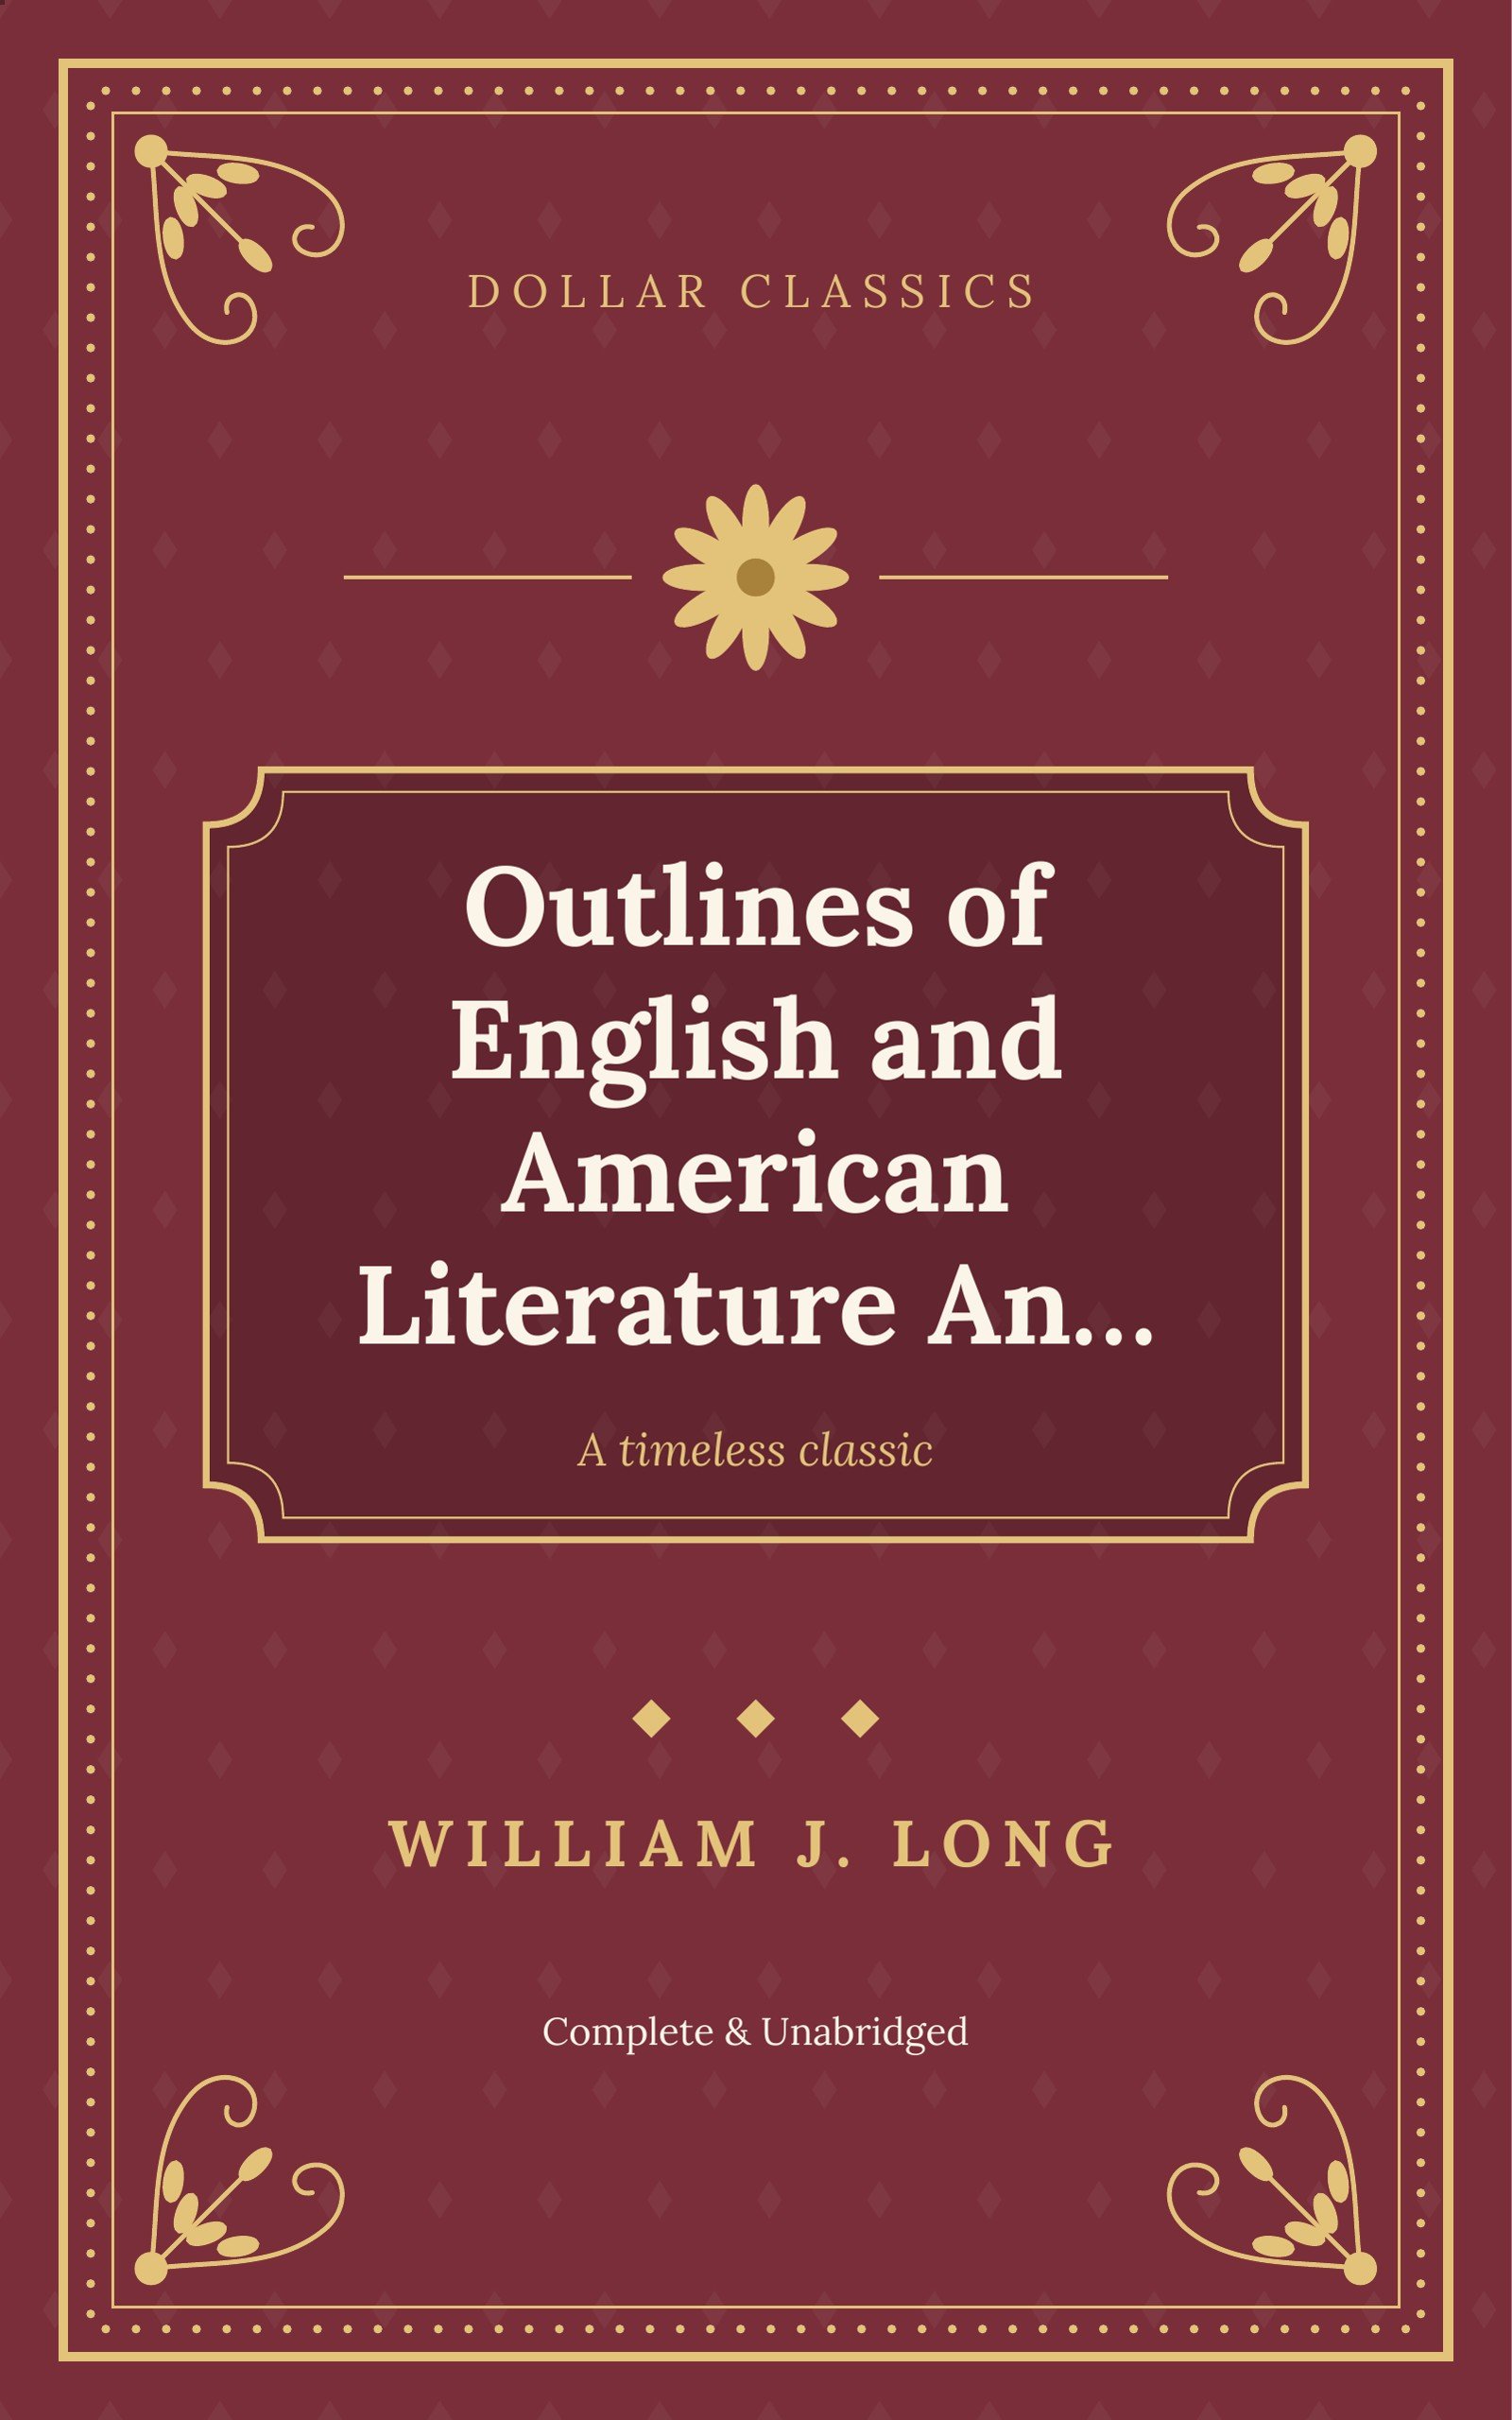 DOLLAR CLASSICS
Outlines of
English and
American
Literature An...
A timeless classic
WILLIAM J. LONG
Complete & Unabridged